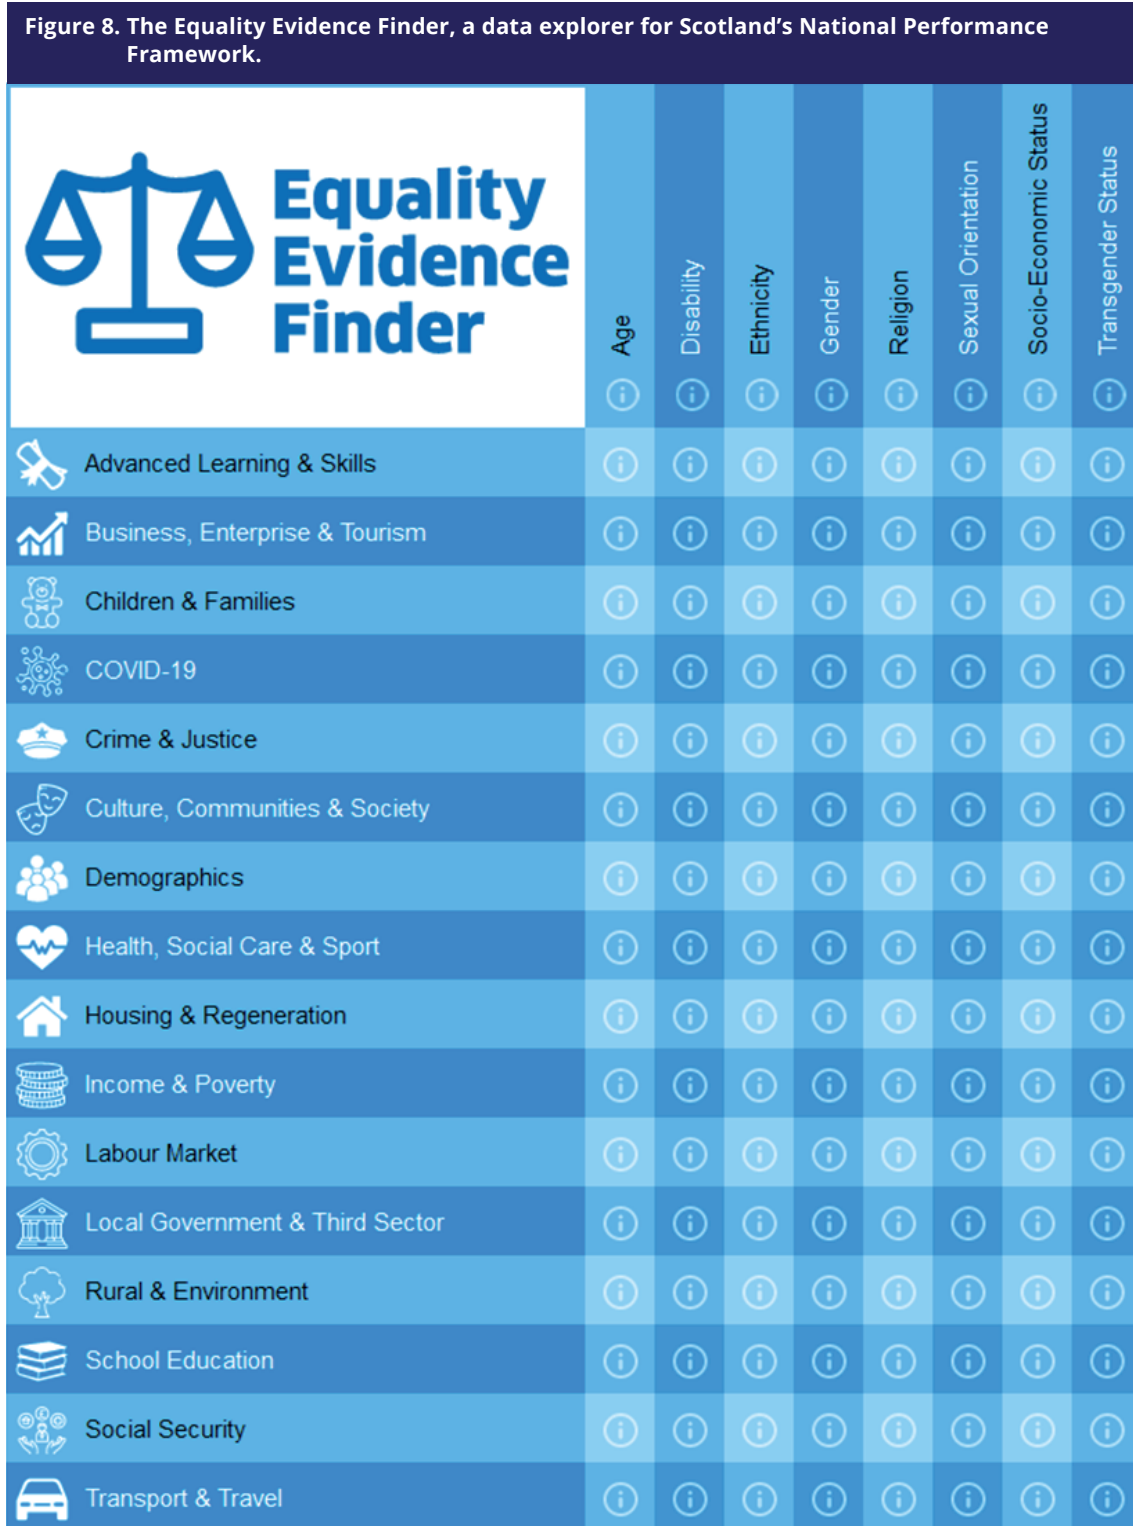 Figure 8. The Equality Evidence Finder, a data explorer for Scotland’s National Performance
Framework.
Equality
Evidence
Finder
Age
Disability
Ethnicity
Gender
Religion
Sexual Orientation
Socio-Economic Status
Transgender Status
Advanced Learning & Skills
Business, Enterprise & Tourism
Children & Families
COVID-19
Crime & Justice
Culture, Communities & Society
Demographics
Health, Social Care & Sport
Housing & Regeneration
Income & Poverty
Labour Market
Local Government & Third Sector
Rural & Environment
School Education
Social Security
Transport & Travel